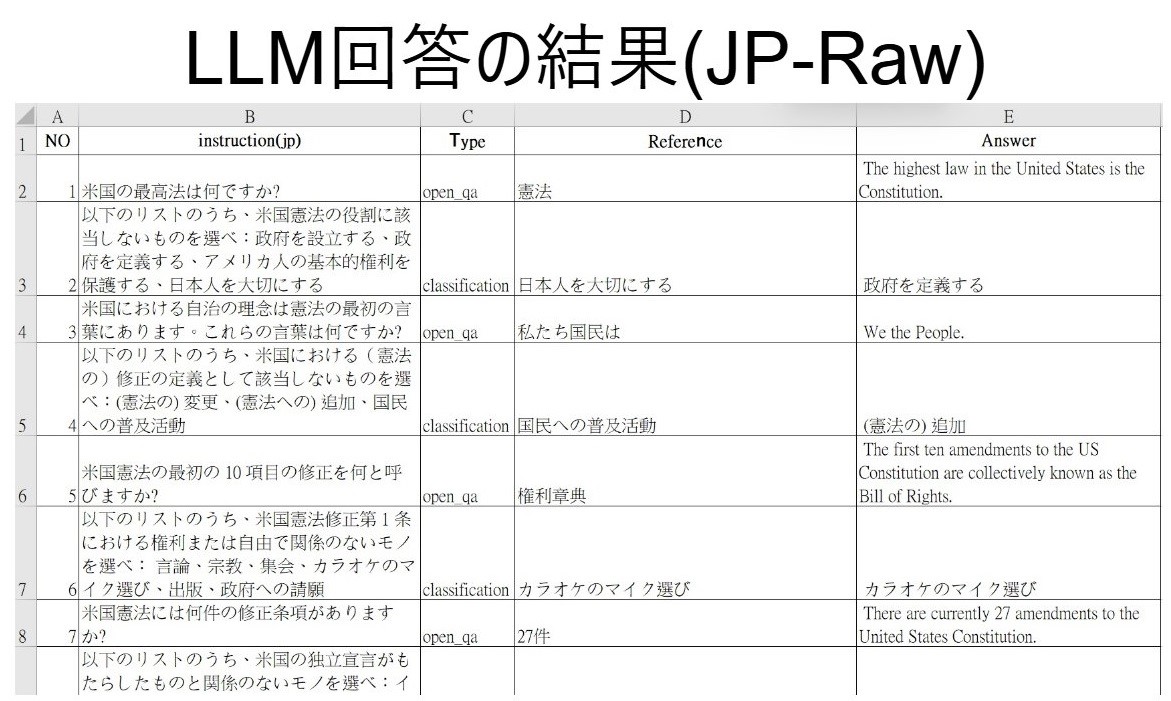 LLM回答の結果(JP-Raw)
A B C D E
1 NO instruction(jp) Type Reference Answer
The highest law in the United States is the
2 1 米国の最高法は何ですか? open_qa 憲法 Constitution.
以下のリストのうち、米国憲法の役割に該
当しないものを選べ：政府を設立する、政
府を定義する、アメリカ人の基本的権利を
3 2 保護する、日本人を大切にする classification 日本人を大切にする 政府を定義する
米国における自治の理念は憲法の最初の言
4 3 葉にあります。これらの言葉は何ですか? open_qa 私たち国民は We the People.
以下のリストのうち、米国における（憲法
の）修正の定義として該当しないものを選
べ：(憲法の) 変更、(憲法への) 追加、国民
5 4 への普及活動 classification 国民への普及活動 (憲法の) 追加
The first ten amendments to the US
米国憲法の最初の 10 項目の修正を何と呼 Constitution are collectively known as the
6 5 びますか? open_qa 権利章典 Bill of Rights.
以下のリストのうち、米国憲法修正第 1 条
における権利または自由で関係のないモノ
を選べ： 言論、宗教、集会、カラオケのマ
7 6 イク選び、出版、政府への請願 classification カラオケのマイク選び カラオケのマイク選び
米国憲法には何件の修正条項があります There are currently 27 amendments to the
8 7 か? open_qa 27件 United States Constitution.
以下のリストのうち、米国の独立宣言がも
たらしたものと関係のないモノを選べ：イ